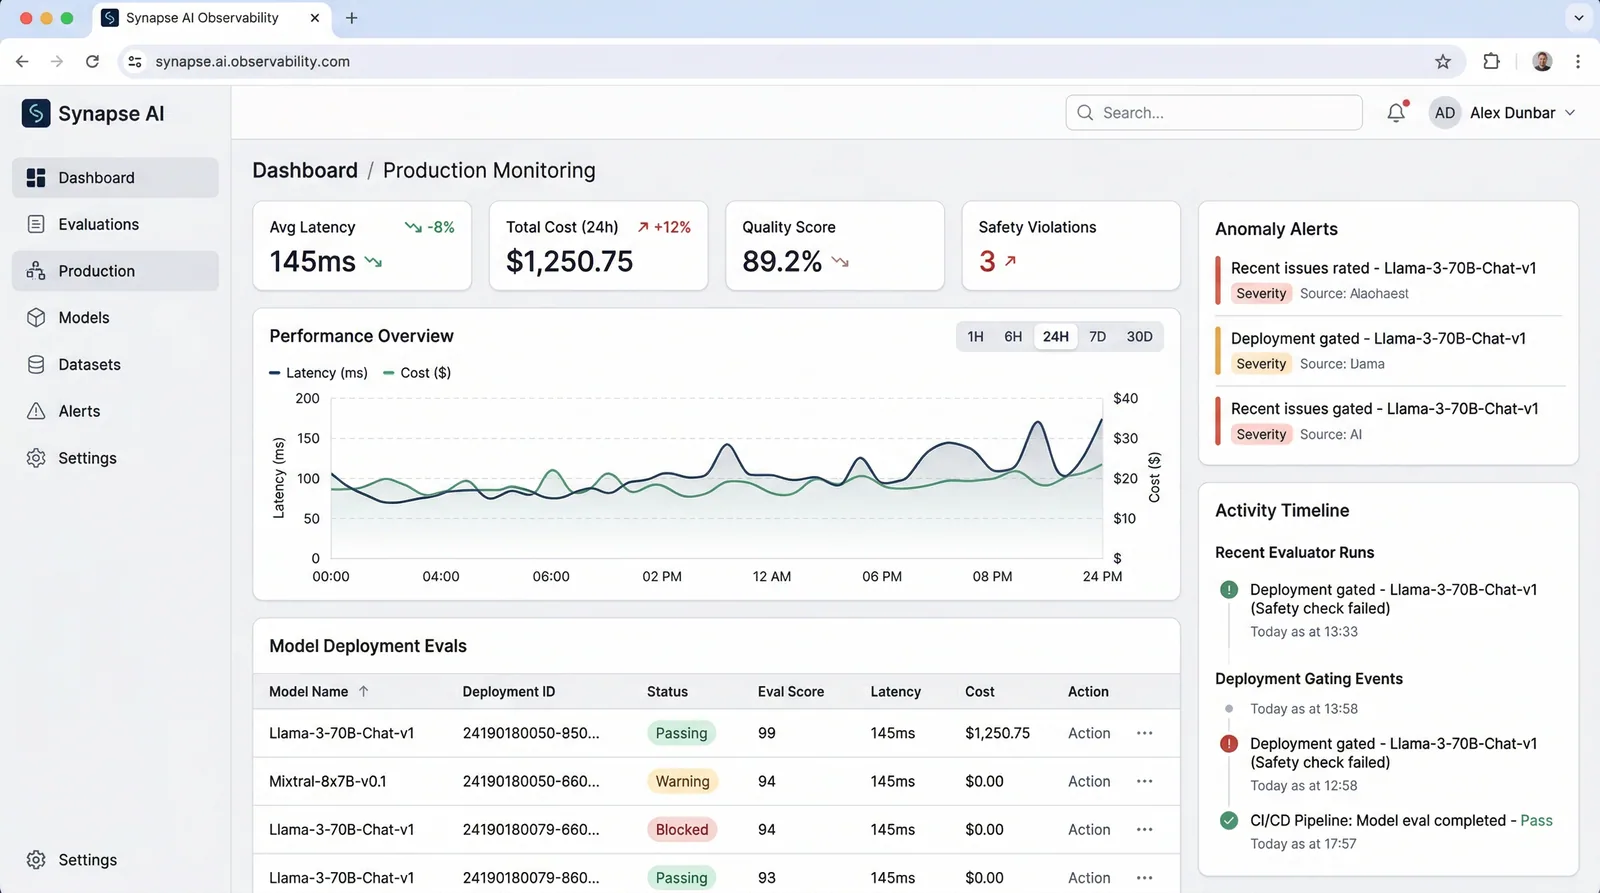 Synapse AI Observability
synapse.ai.observability.com
Synapse AI
Search...
AD Alex Dunbar
Dashboard
Evaluations
Production
Models
Datasets
Alerts
Settings
Settings
Dashboard / Production Monitoring
Avg Latency -8%
145ms
Total Cost (24h) +12%
$1,250.75
Quality Score
89.2%
Safety Violations
3
Performance Overview
1H 6H 24H 7D 30D
Latency (ms) Cost ($)
200 $40
150 $30
100 $20
50 $10
0 $
Latency (ms)
Cost ($)
00:00 04:00 06:00 02 PM 12 AM 06 PM 08 PM 24 PM
Model Deployment Evals
Model Name Deployment ID Status Eval Score Latency Cost Action
Llama-3-70B-Chat-v1 24190180050-850... Passing 99 145ms $1,250.75 Action
Mixtral-8x7B-v0.1 24190180050-660... Warning 94 145ms $0.00 Action
Llama-3-70B-Chat-v1 24190180079-660... Blocked 94 145ms $0.00 Action
Llama-3-70B-Chat-v1 24190180079-860... Passing 93 145ms $0.00 Action
Anomaly Alerts
Recent issues rated - Llama-3-70B-Chat-v1
Severity Source: Alaohaest
Deployment gated - Llama-3-70B-Chat-v1
Severity Source: Dama
Recent issues gated - Llama-3-70B-Chat-v1
Severity Source: AI
Activity Timeline
Recent Evaluator Runs
Deployment gated - Llama-3-70B-Chat-v1
(Safety check failed)
Today as at 13:33
Deployment Gating Events
Today as at 13:58
Deployment gated - Llama-3-70B-Chat-v1
(Safety check failed)
Today as at 12:58
CI/CD Pipeline: Model eval completed - Pass
Today as at 17:57